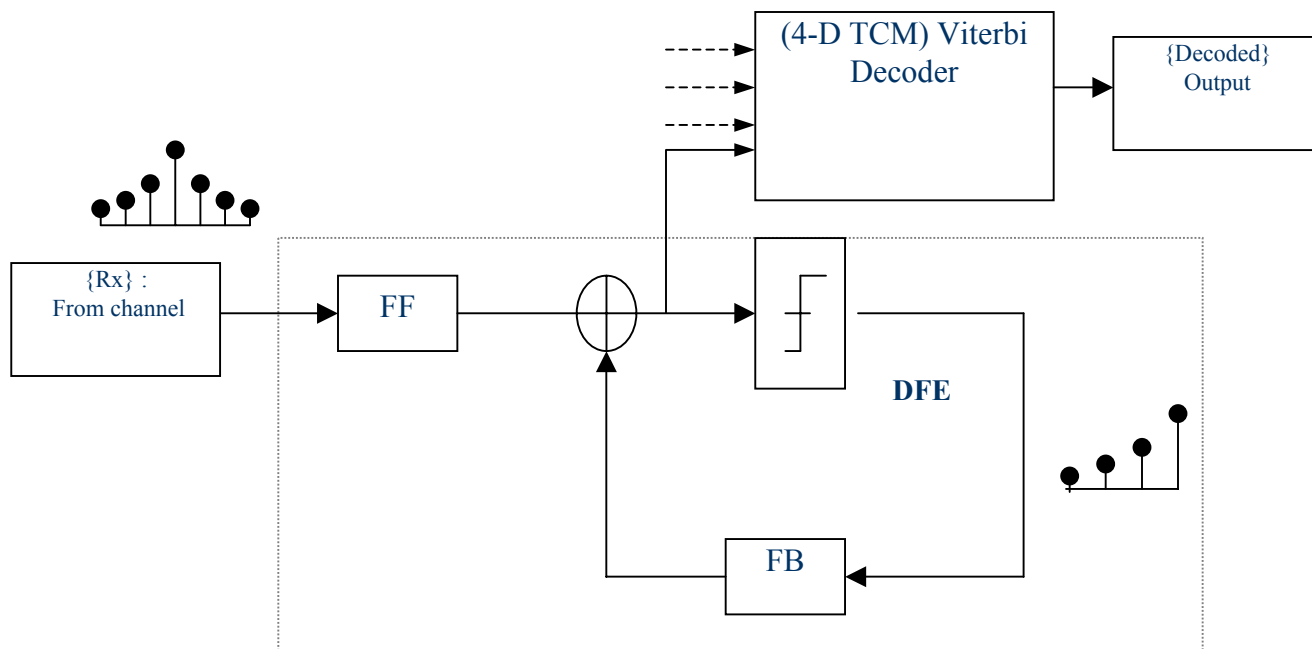 (4-D TCM) Viterbi
Decoder
{Decoded}
Output
{Rx} :
From channel
FF
DFE
FB